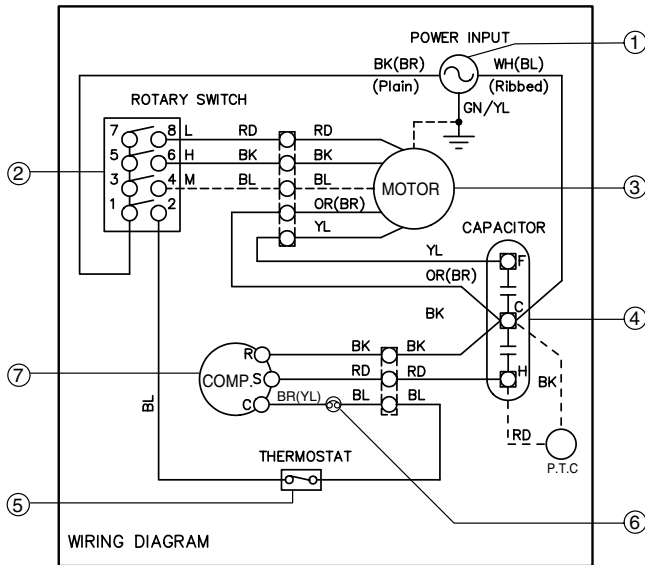 POWER INPUT
1
BK(BR)
(Plain)
WH(BL)
(Ribbed)
GN/YL
ROTARY SWITCH
7 8 L RD RD
5 6 H BK BK
3 4 M BL BL
1 2 OR(BR)
YL
2
MOTOR
3
CAPACITOR
YL F
OR(BR)
BK
C
4
R BK BK
7
COMP. S RD RD H
C BR(YL) BL BL
BK
BL
RD
P.T.C
THERMOSTAT
5
6
WIRING DIAGRAM